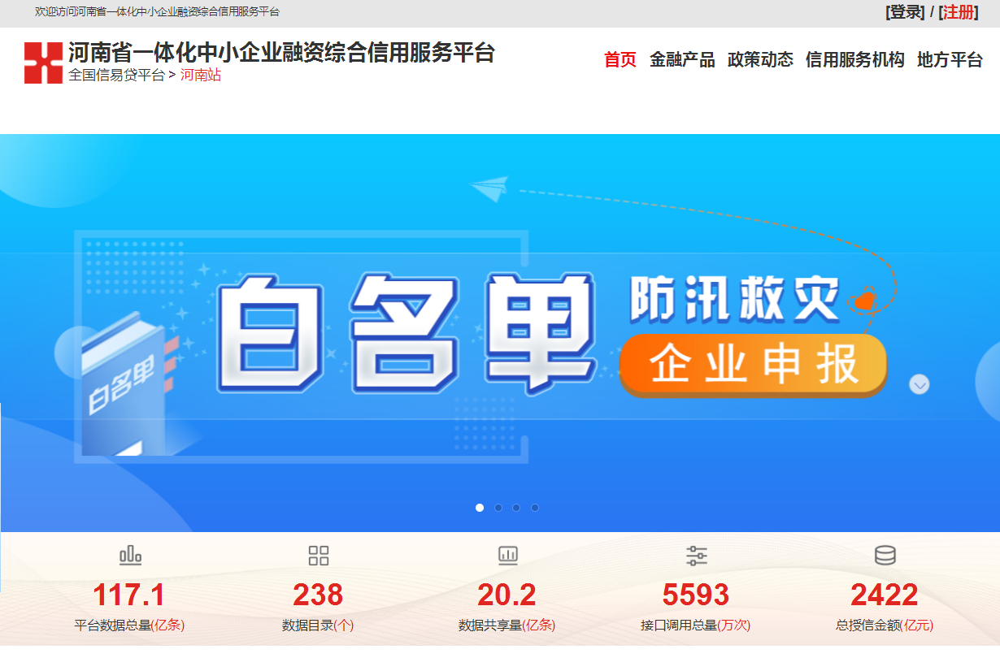 欢迎访问河南省一体化中小企业融资综合信用服务平台
[登录] / [注册]
河南省一体化中小企业融资综合信用服务平台
全国信易贷平台 > 河南站
首页 金融产品 政策动态 信用服务机构 地方平台
白名单
白名单
防汛救灾
企业申报
117.1
238
20.2
5593
2422
平台数据总量(亿条)
数据目录(个)
数据共享量(亿条)
接口调用总量(万次)
总授信金额(亿元)